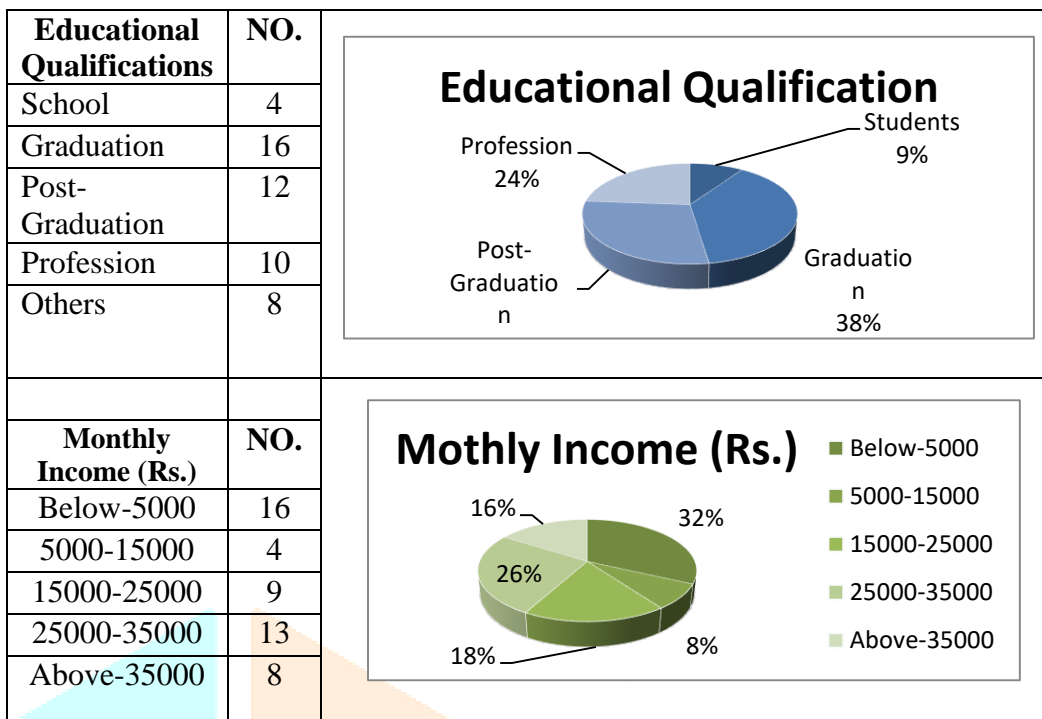 Educational
Qualifications
NO.
School 4
Graduation 16
Post-
Graduation
12
Profession 10
Others 8
Educational Qualification
Students
9%
Profession
24%
Post-
Graduatio
n
Graduatio
n
38%
Monthly
Income (Rs.)
NO.
Below-5000 16
5000-15000 4
15000-25000 9
25000-35000 13
Above-35000 8
Mothly Income (Rs.)
16%
32%
26%
18%
8%
Below-5000
5000-15000
15000-25000
25000-35000
Above-35000